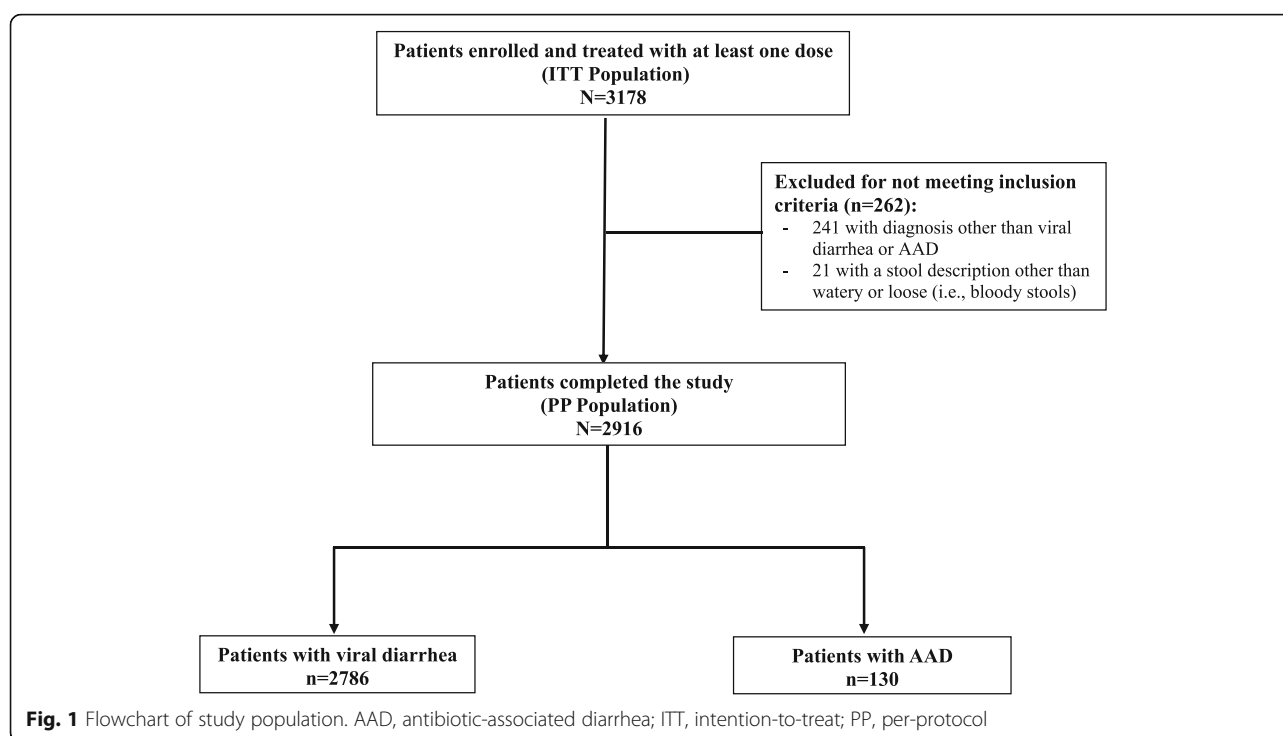 Patients enrolled and treated with at least one dose
(ITT Population)
N=3178
Excluded for not meeting inclusion
criteria (n=262):
- 241 with diagnosis other than viral
diarrhea or AAD
- 21 with a stool description other than
watery or loose (i.e., bloody stools)
Patients completed the study
(PP Population)
N=2916
Patients with viral diarrhea
n=2786
Patients with AAD
n=130
Fig. 1 Flowchart of study population. AAD, antibiotic-associated diarrhea; ITT, intention-to-treat; PP, per-protocol